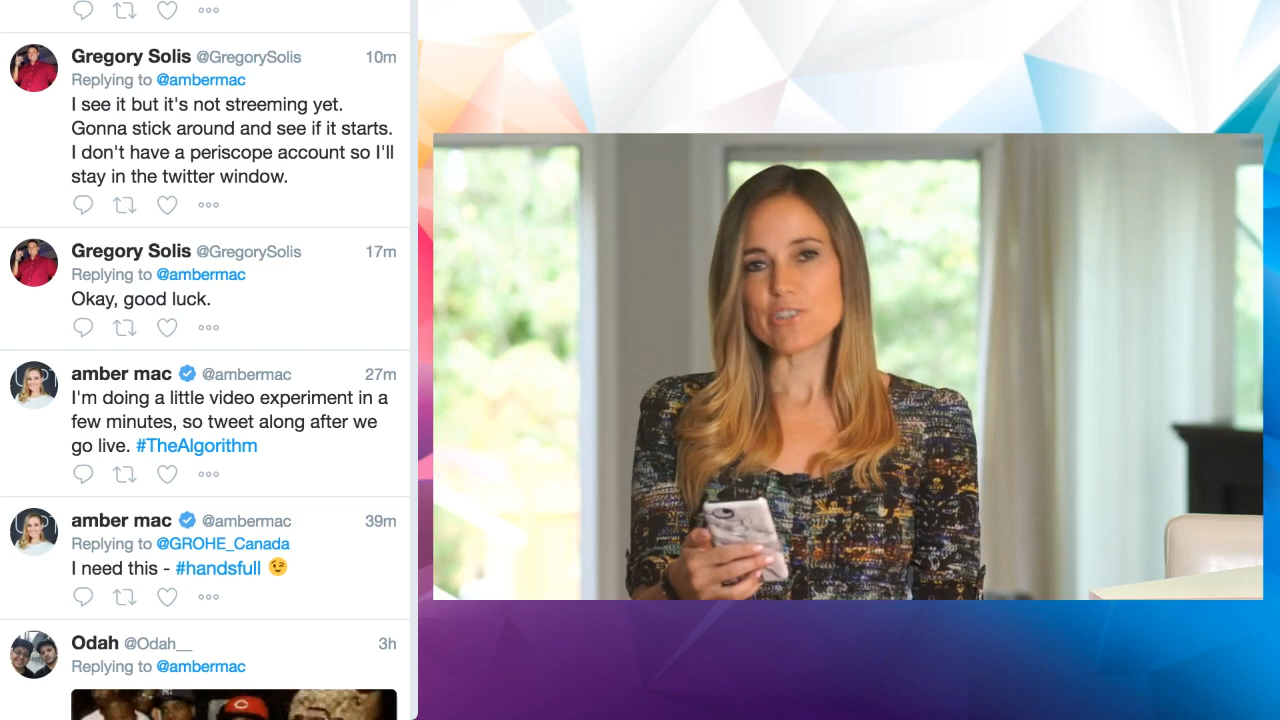 Gregory Solis @GregorySolis 10m
Replying to @ambermac
I see it but it's not streeming yet.
Gonna stick around and see if it starts.
I don't have a periscope account so I'll
stay in the twitter window.
Gregory Solis @GregorySolis 17m
Replying to @ambermac
Okay, good luck.
amber mac @ambermac 27m
I'm doing a little video experiment in a
few minutes, so tweet along after we
go live. #TheAlgorithm
amber mac @ambermac 39m
Replying to @GROHE_Canada
I need this - #handsfull 😉
Odah @Odah__ 3h
Replying to @ambermac